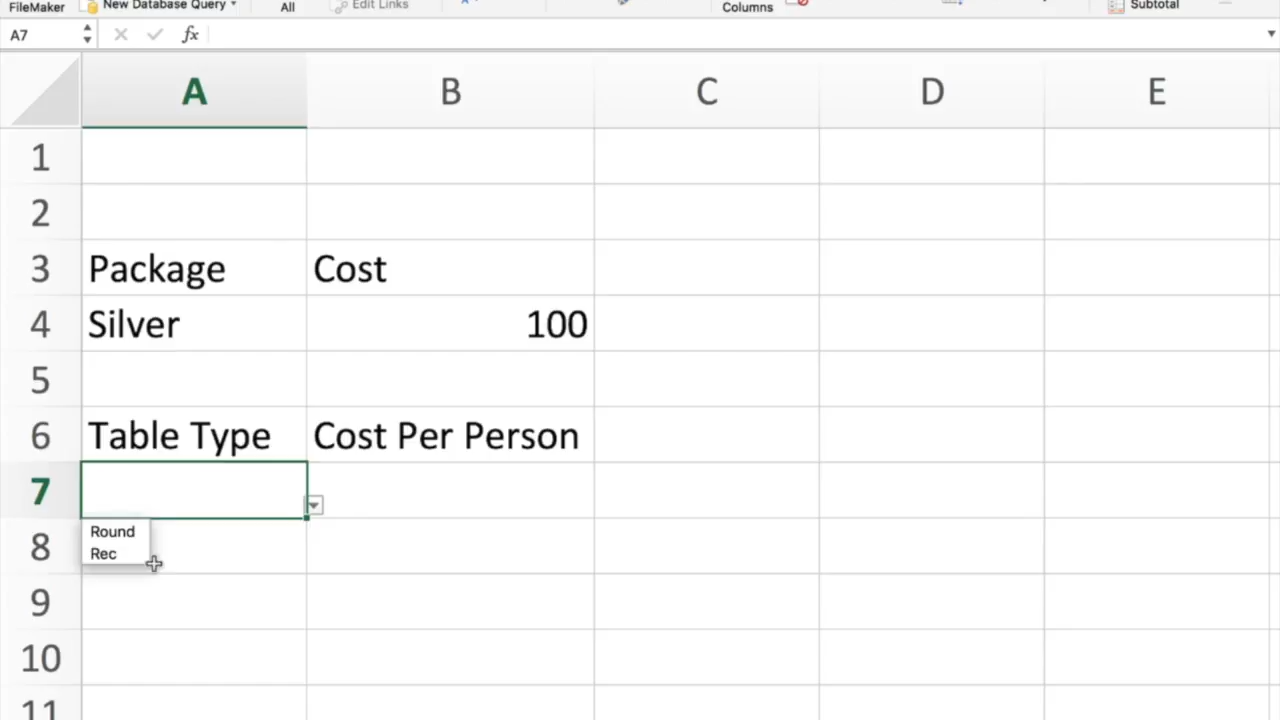 FileMaker New Database Query All Edit Links Columns Subtotal
A7 fx
A B C D E
1
2
3 Package Cost
4 Silver 100
5
6 Table Type Cost Per Person
7
Round
8 Rec
9
10
11